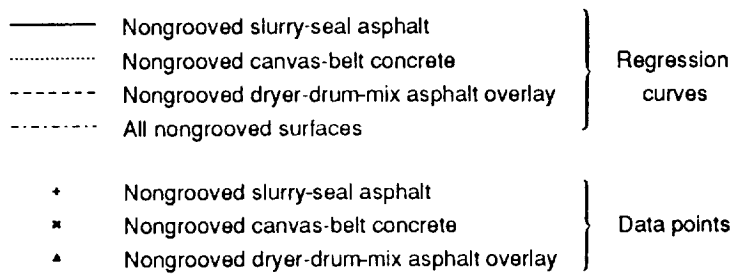 Nongrooved slurry-seal asphalt
Nongrooved canvas-belt concrete
Nongrooved dryer-drum-mix asphalt overlay
All nongrooved surfaces
Regression
curves
Nongrooved slurry-seal asphalt
Nongrooved canvas-belt concrete
Nongrooved dryer-drum-mix asphalt overlay
Data points